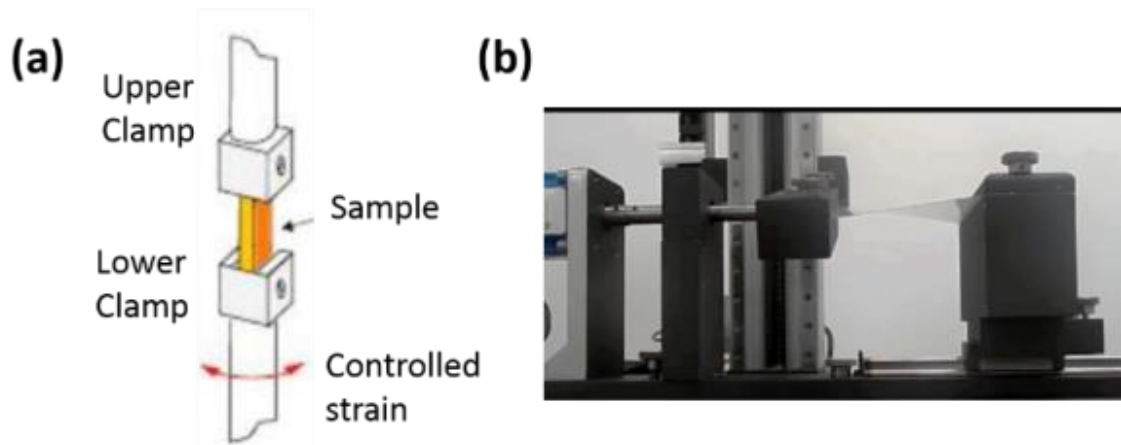 (a)
Upper
Clamp
Sample
Lower
Clamp
Controlled
strain
(b)